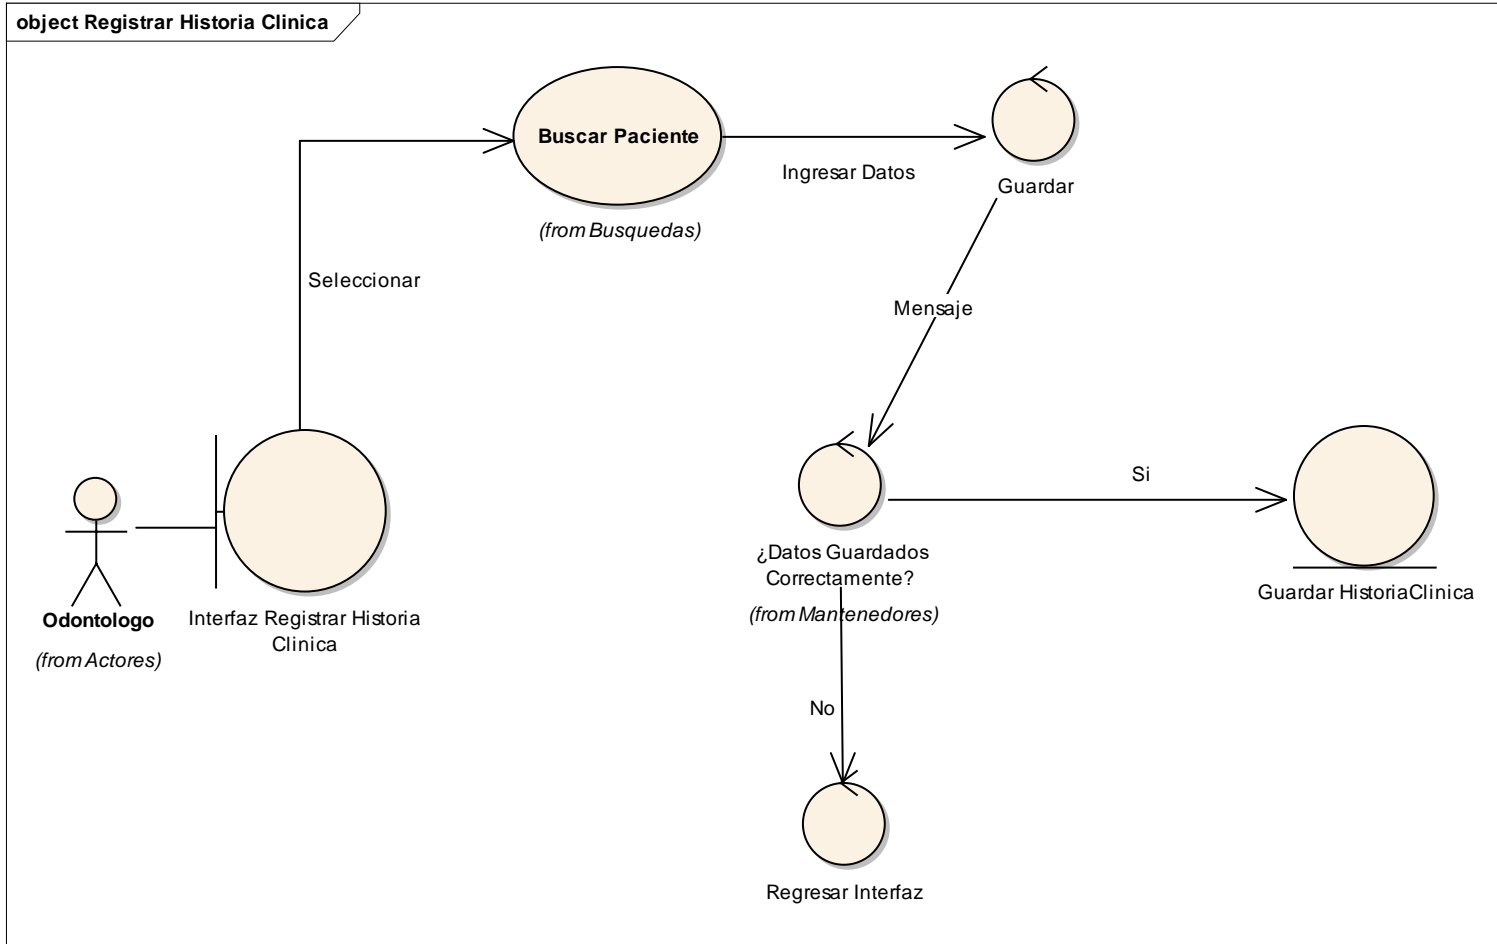 object Registrar Historia Clinica
Buscar Paciente
(from Busquedas)
Ingresar Datos
Guardar
Seleccionar
Mensaje
Si
¿Datos Guardados
Correctamente?
(from Mantenedores)
Guardar HistoriaClinica
Odontologo
(from Actores)
Interfaz Registrar Historia
Clinica
No
Regresar Interfaz